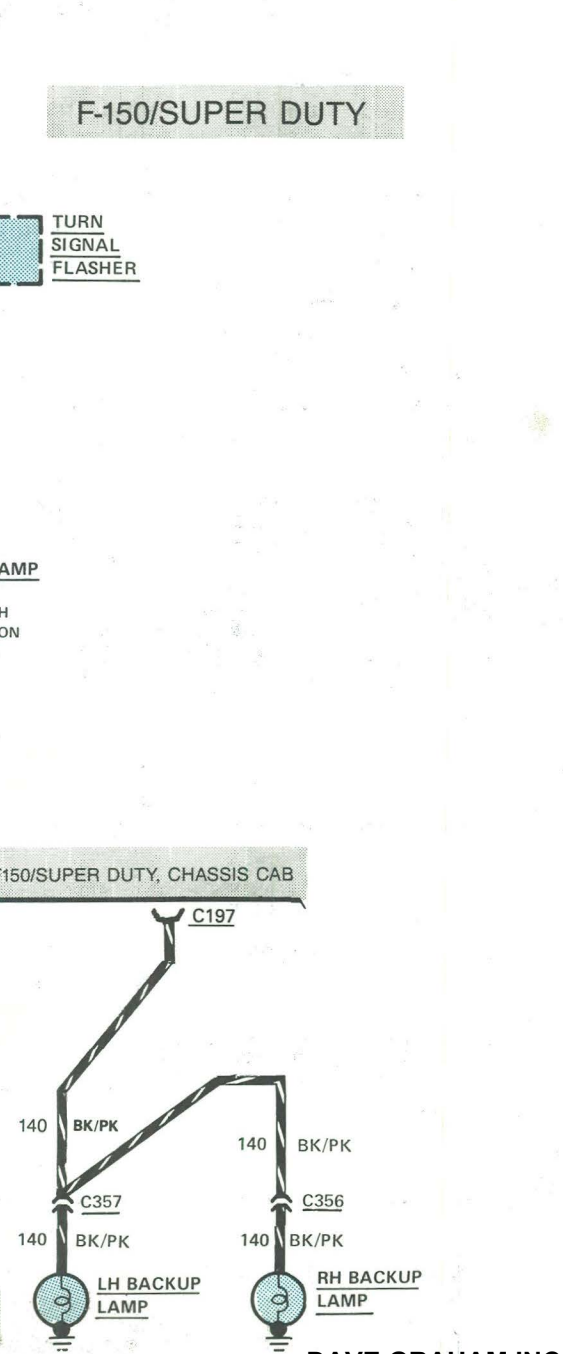 F-150/SUPER DUTY
TURN
SIGNAL
FLASHER
AMP
H
ON
F150/SUPER DUTY, CHASSIS CAB
C197
140 BK/PK
140 BK/PK
C357
C356
140 BK/PK
140 BK/PK
LH BACKUP
LAMP
RH BACKUP
LAMP